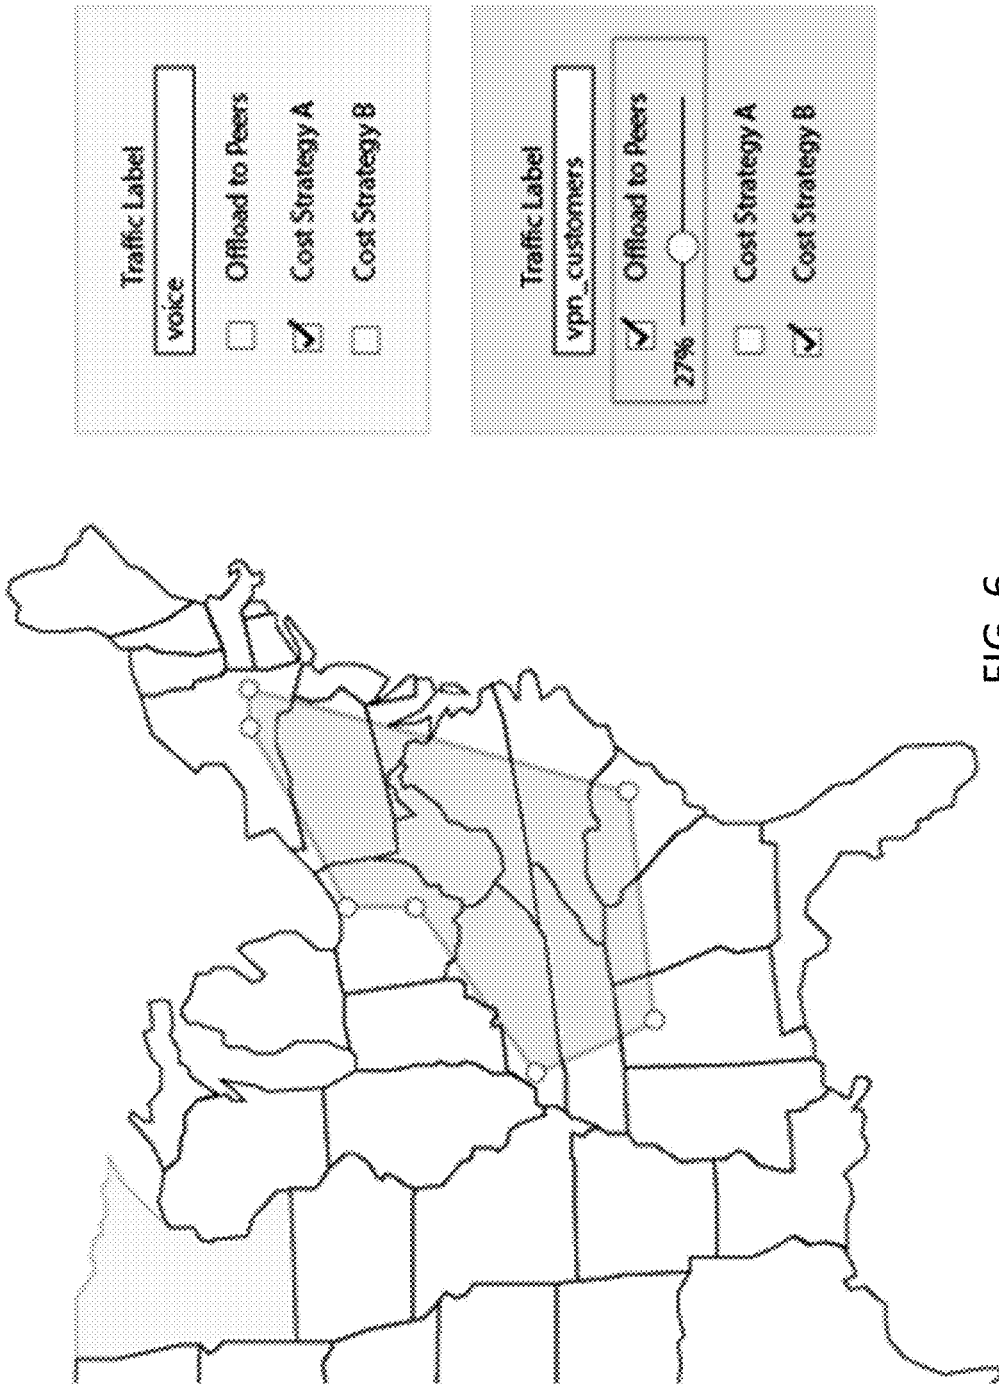 Traffic Label
voice
Offload to Peers
Cost Strategy A
Cost Strategy B
Traffic Label
vpn_customers
Offload to Peers
27%
Cost Strategy A
Cost Strategy B
FIG. 6